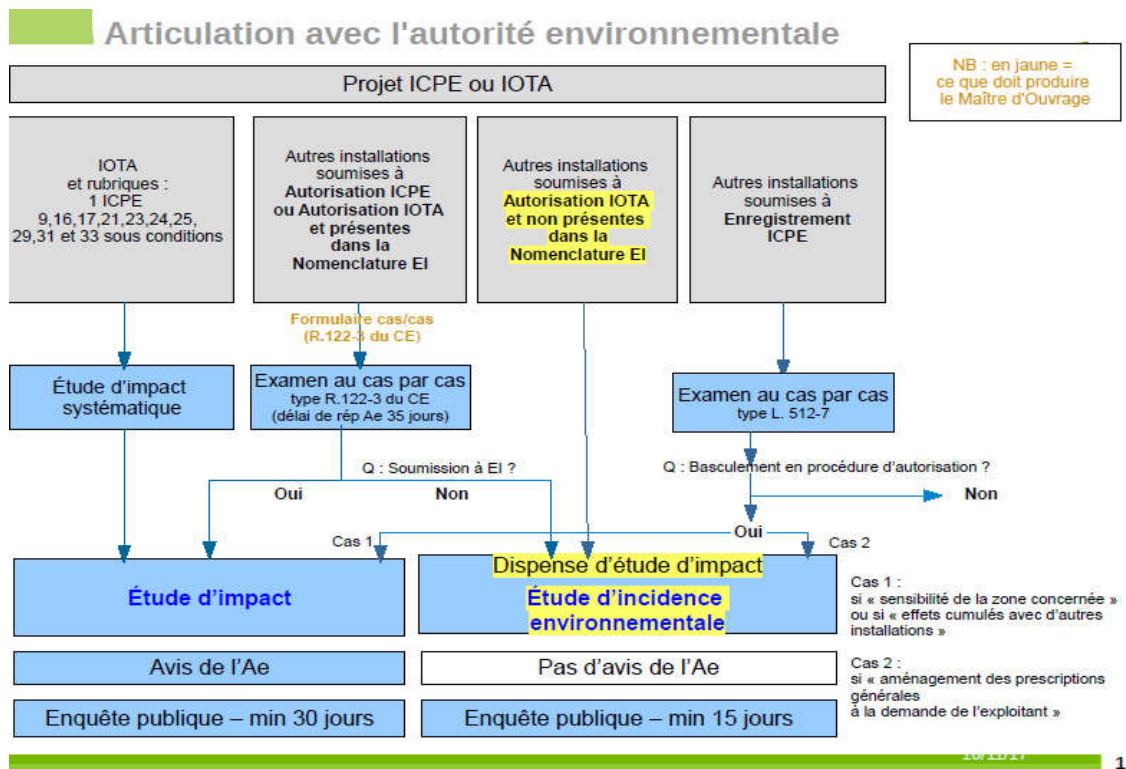 Articulation avec l'autorité environnementale
NB : en jaune =
ce que doit produire
le Maître d'Ouvrage
Projet ICPE ou IOTA
IOTA
et rubriques :
1 ICPE
9,16,17,21,23,24,25,
29,31 et 33 sous conditions
Autres installations
soumises à
Autorisation ICPE
ou Autorisation IOTA
et présentes
dans la
Nomenclature EI
Autres installations
soumises à
Autorisation IOTA
et non présentes
dans la
Nomenclature EI
Autres installations
soumises à
Enregistrement
ICPE
Formulaire cas/cas
(R.122-3 du CE)
Étude d'impact
systématique
Examen au cas par cas
type R.122-3 du CE
(délai de rép Ae 35 jours)
Examen au cas par cas
type L. 512-7
Q : Soumission à EI ?
Oui
Non
Q : Basculement en procédure d'autorisation ?
Non
Oui
Cas 1
Cas 2
Étude d'impact
Dispense d'étude d'impact
Étude d'incidence
environnementale
Cas 1 :
si « sensibilité de la zone concernée »
ou si « effets cumulés avec d'autres
installations »
Avis de l'Ae
Pas d'avis de l'Ae
Cas 2 :
si « aménagement des prescriptions
générales
à la demande de l'exploitant »
Enquête publique – min 30 jours
Enquête publique – min 15 jours
1